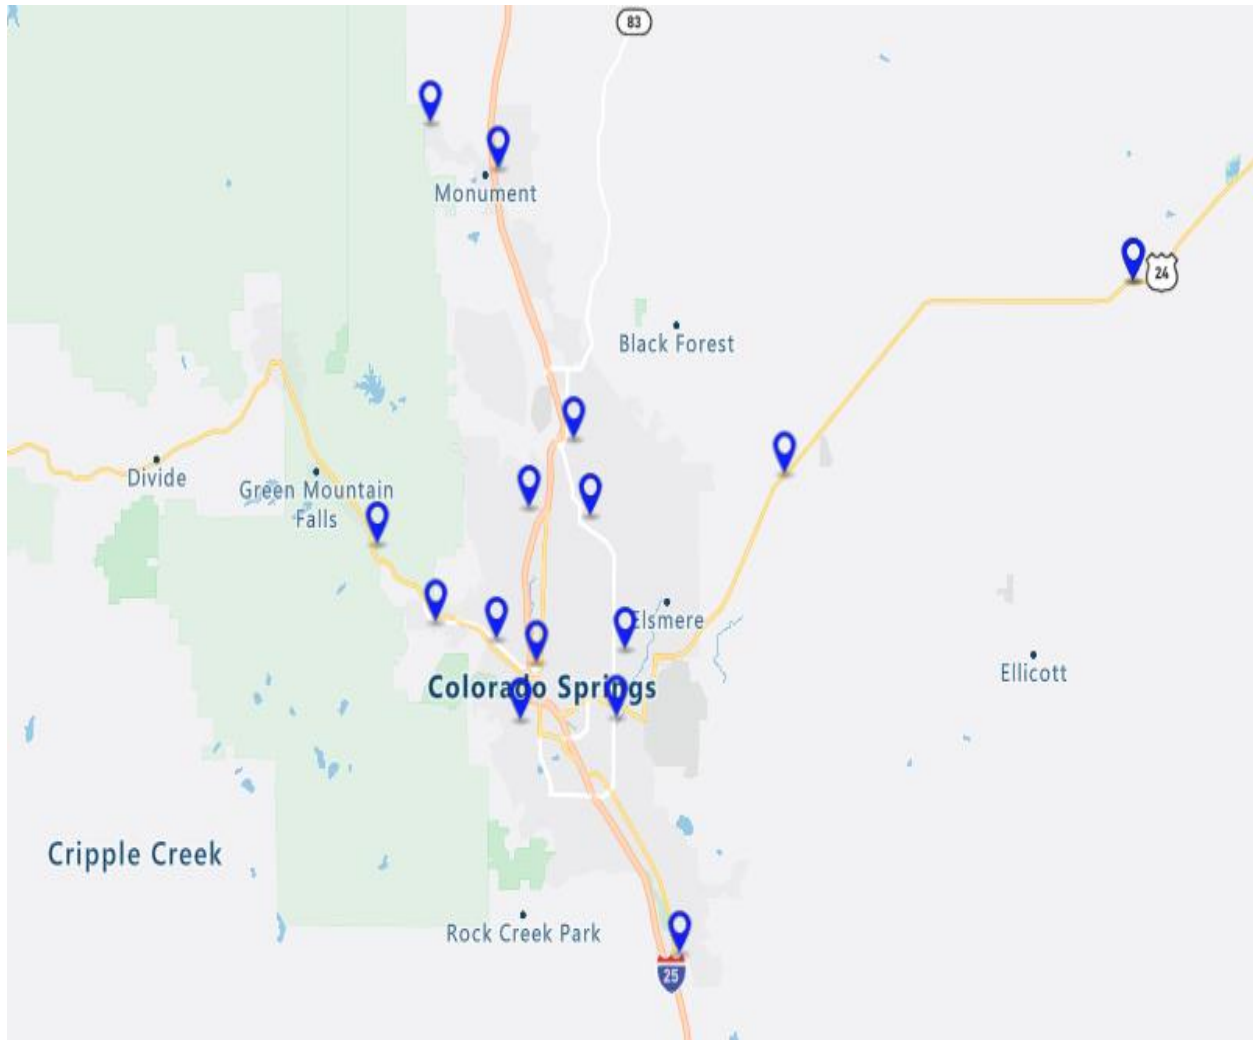 83
Monument
24
Black Forest
Divide
Green Mountain
Falls
Elsmere
Ellicott
Colorado Springs
Cripple Creek
Rock Creek Park
25